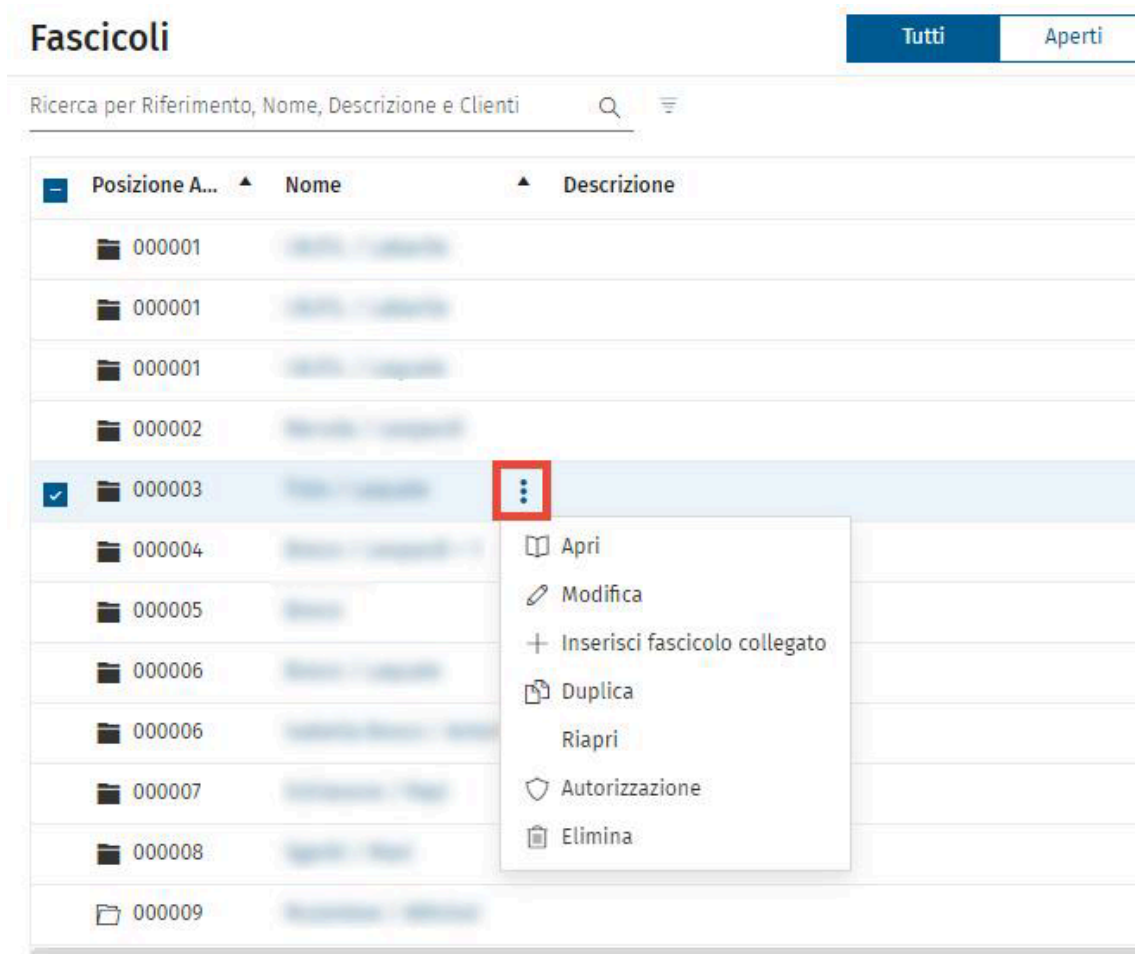 Fascicoli
Tutti
Aperti
Ricerca per Riferimento, Nome, Descrizione e Clienti
Posizione A... Nome Descrizione
000001
000001
000001
000002
000003
000004
000005
000006
000006
000007
000008
000009
Apri
Modifica
Inserisci fascicolo collegato
Duplica
Riapri
Autorizzazione
Elimina